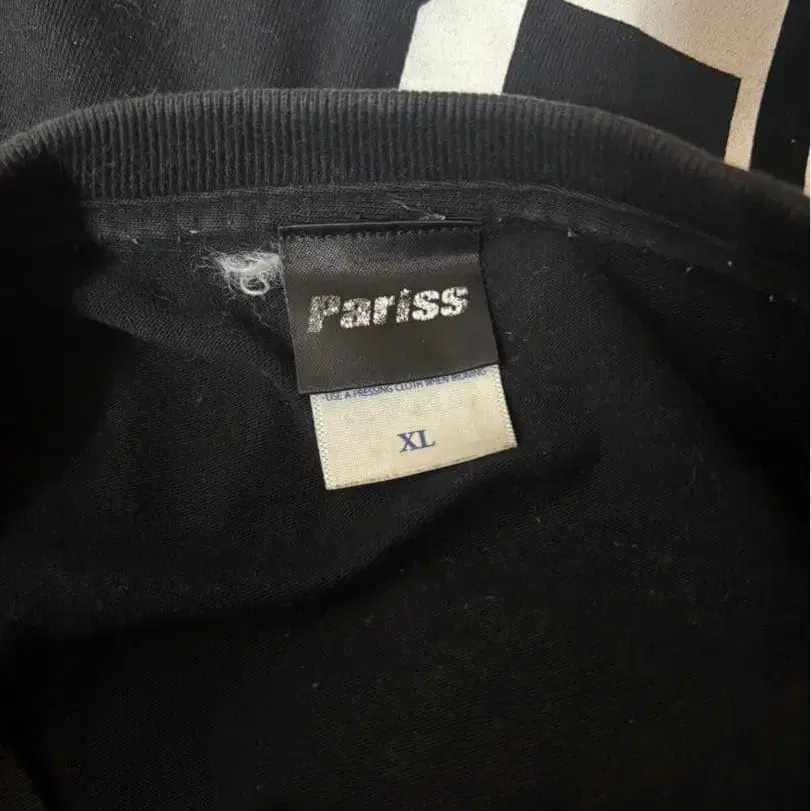 Pariss
USE A PRESSING CLOTH WHEN IRONING
XL